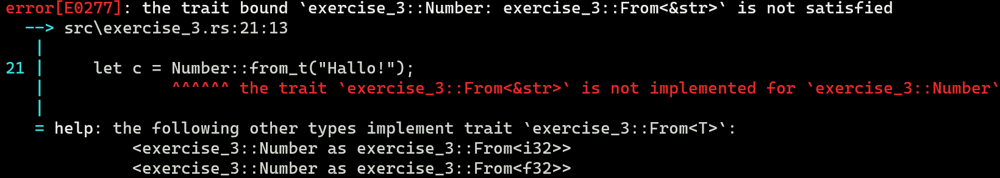 error[E0277]: the trait bound `exercise_3::Number: exercise_3::From<&str>` is not satisfied
  --> src\exercise_3.rs:21:13
   |
21 |     let c = Number::from_t("Hallo!");
   |             ^^^^^^ the trait `exercise_3::From<&str>` is not implemented for `exercise_3::Number`
   |
   = help: the following other types implement trait `exercise_3::From<T>`:
             <exercise_3::Number as exercise_3::From<i32>>
             <exercise_3::Number as exercise_3::From<f32>>